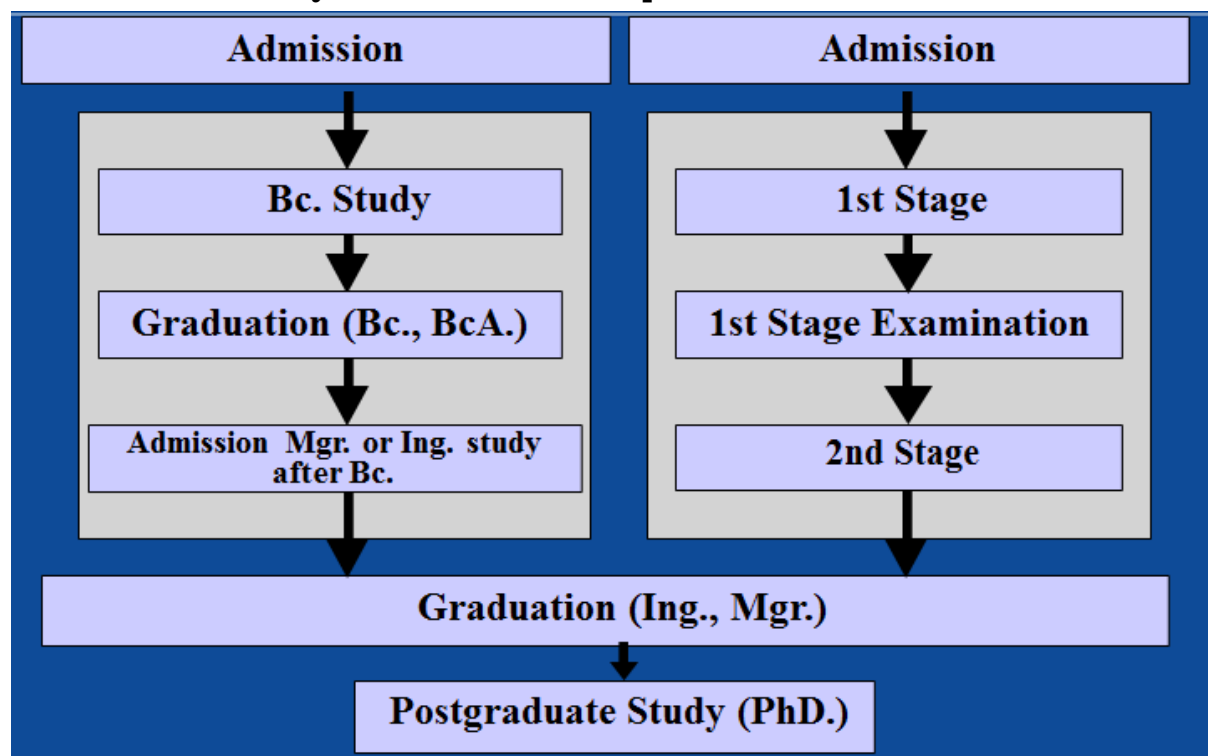 Admission
Bc. Study
Graduation (Bc., BcA.)
Admission Mgr. or Ing. study
after Bc.
Admission
1st Stage
1st Stage Examination
2nd Stage
Graduation (Ing., Mgr.)
Postgraduate Study (PhD.)